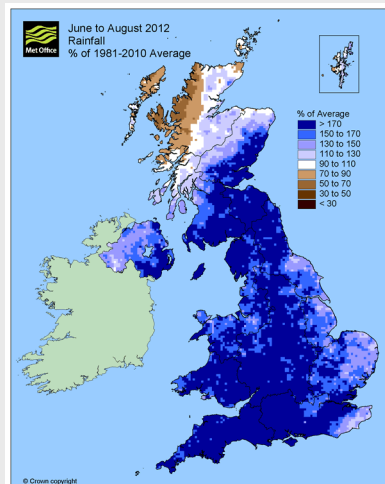 Met Office
June to August 2012
Rainfall
% of 1981-2010 Average
% of Average
> 170
150 to 170
130 to 150
110 to 130
90 to 110
70 to 90
50 to 70
30 to 50
< 30
© Crown copyright